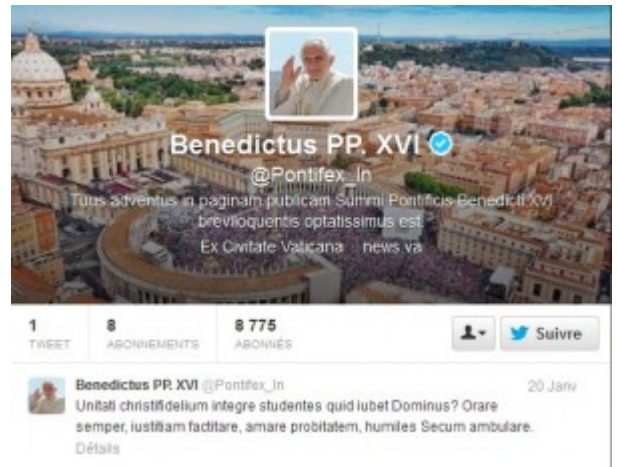 Benedictus PP. XVI
@Pontifex_In
Tuus adventus in paginam publicam Summi Pontificis Benedicti XVI
breviloquentis optatissimus est.
Ex Civitate Vaticana · news.va
1 8 8 775
TWEET ABONNEMENTS ABONNÉS
Suivre
Benedictus PP. XVI @Pontifex_In 20 Janv
Unitati christifidelium integre studentes quid iubet Dominus? Orare
semper, iustitiam factitare, amare probitatem, humiles Secum ambulare.
Détails